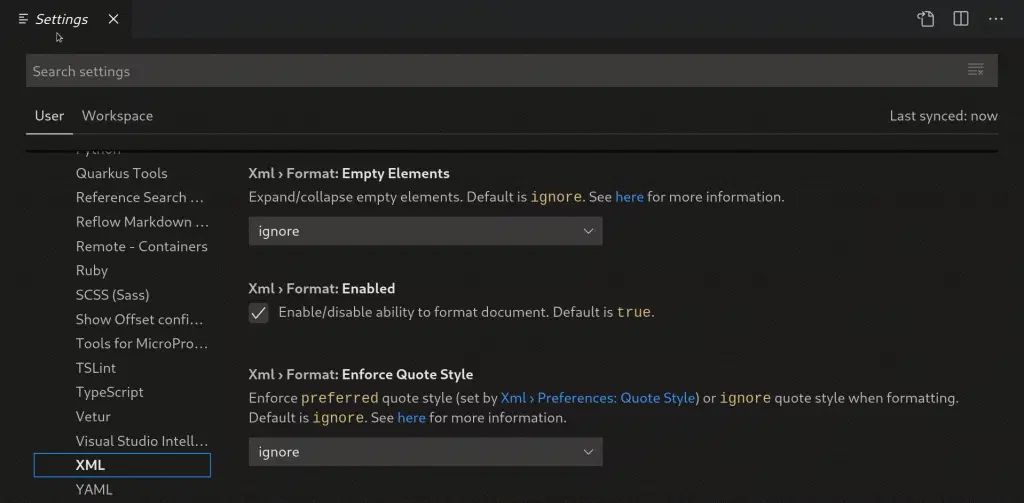 Settings
Search settings
User Workspace Last synced: now
Python
Quarkus Tools
Reference Search ...
Reflow Markdown ...
Remote - Containers
Ruby
SCSS (Sass)
Show Offset confi...
Tools for MicroPro...
TSLint
TypeScript
Vetur
Visual Studio Intell...
XML
YAML
Xml › Format: Empty Elements
Expand/collapse empty elements. Default is ignore. See here for more information.
ignore
Xml › Format: Enabled
Enable/disable ability to format document. Default is true.
Xml › Format: Enforce Quote Style
Enforce preferred quote style (set by Xml › Preferences: Quote Style) or ignore quote style when formatting.
Default is ignore. See here for more information.
ignore